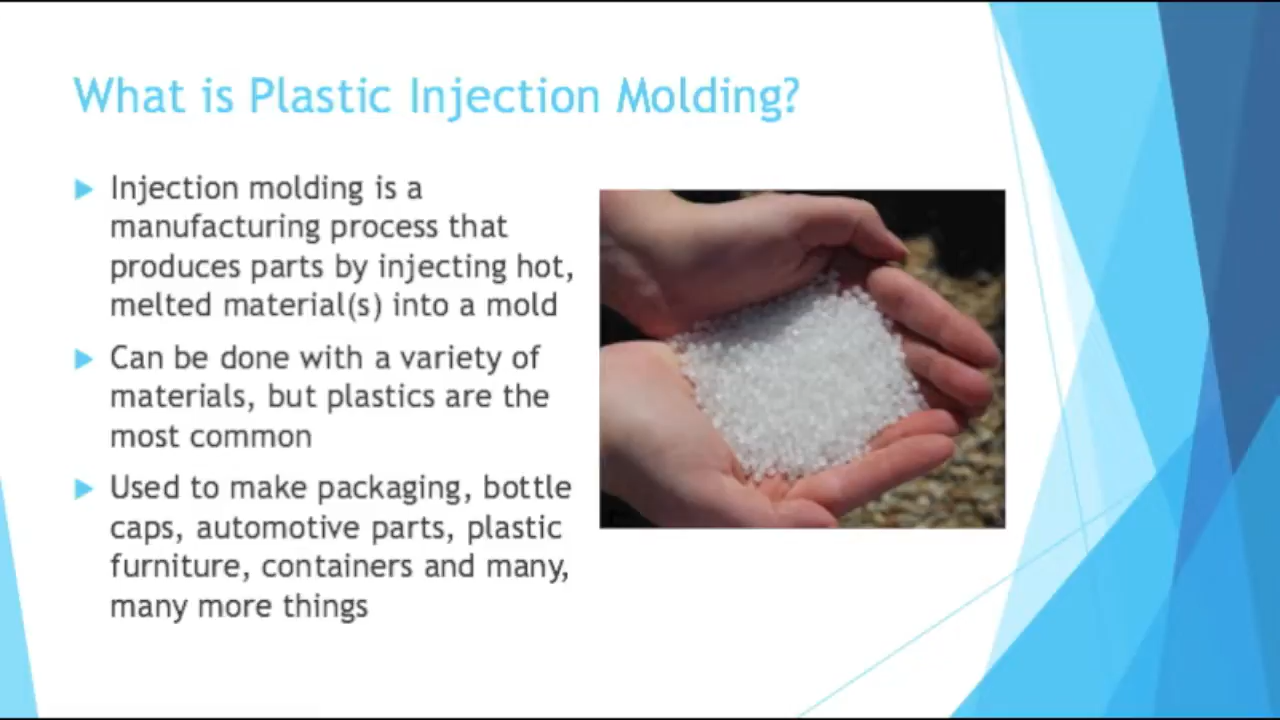 What is Plastic Injection Molding?
Injection molding is a
manufacturing process that
produces parts by injecting hot,
melted material(s) into a mold
Can be done with a variety of
materials, but plastics are the
most common
Used to make packaging, bottle
caps, automotive parts, plastic
furniture, containers and many,
many more things